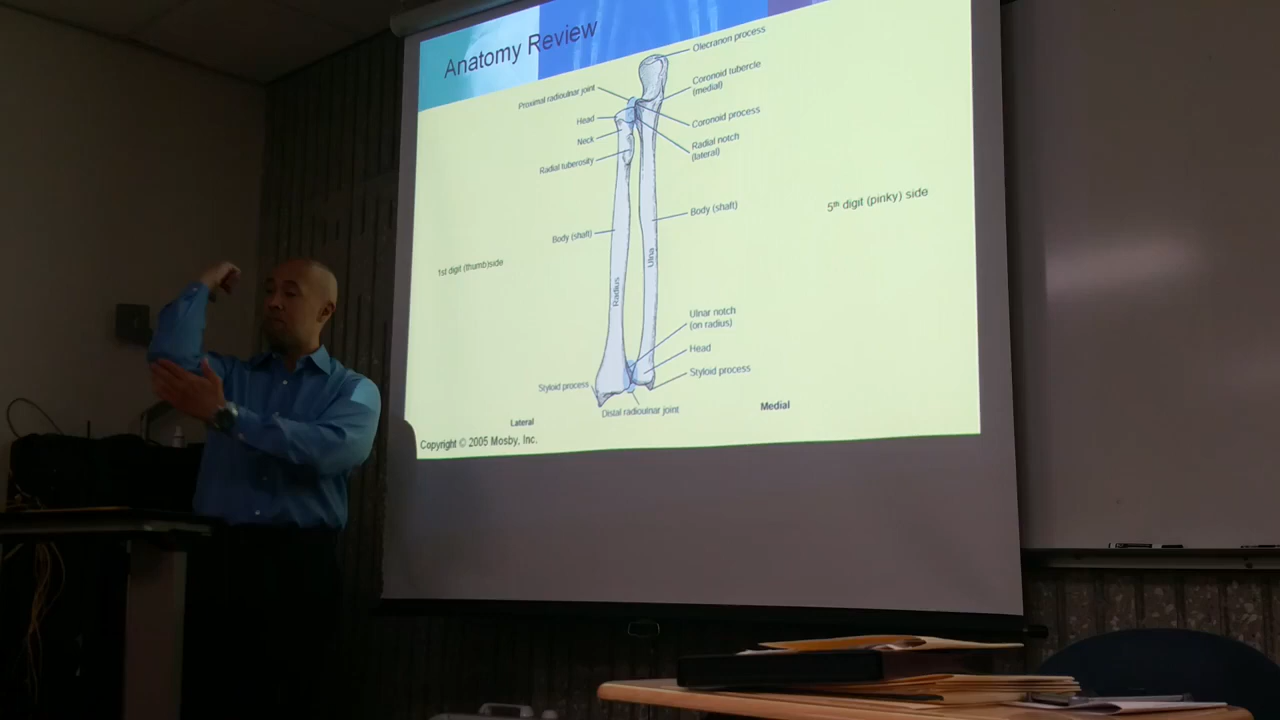 Anatomy Review
Olecranon process
Proximal radioulnar joint
Coronoid tubercle
(medial)
Head
Coronoid process
Neck
Radial notch
(lateral)
Radial tuberosity
5th digit (pinky) side
Body (shaft)
Body (shaft)
Ulna
1st digit (thumb)side
Radius
Ulnar notch
(on radius)
Head
Styloid process
Styloid process
Distal radioulnar joint
Medial
Lateral
Copyright © 2005 Mosby, Inc.